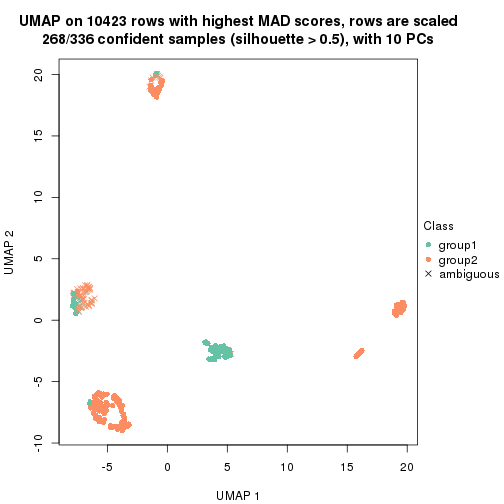 UMAP on 10423 rows with highest MAD scores, rows are scaled
268/336 confident samples (silhouette > 0.5), with 10 PCs
20
15
10
5
0
-5
-10
UMAP 2
-5
0
5
10
15
20
UMAP 1
Class
group1
group2
ambiguous